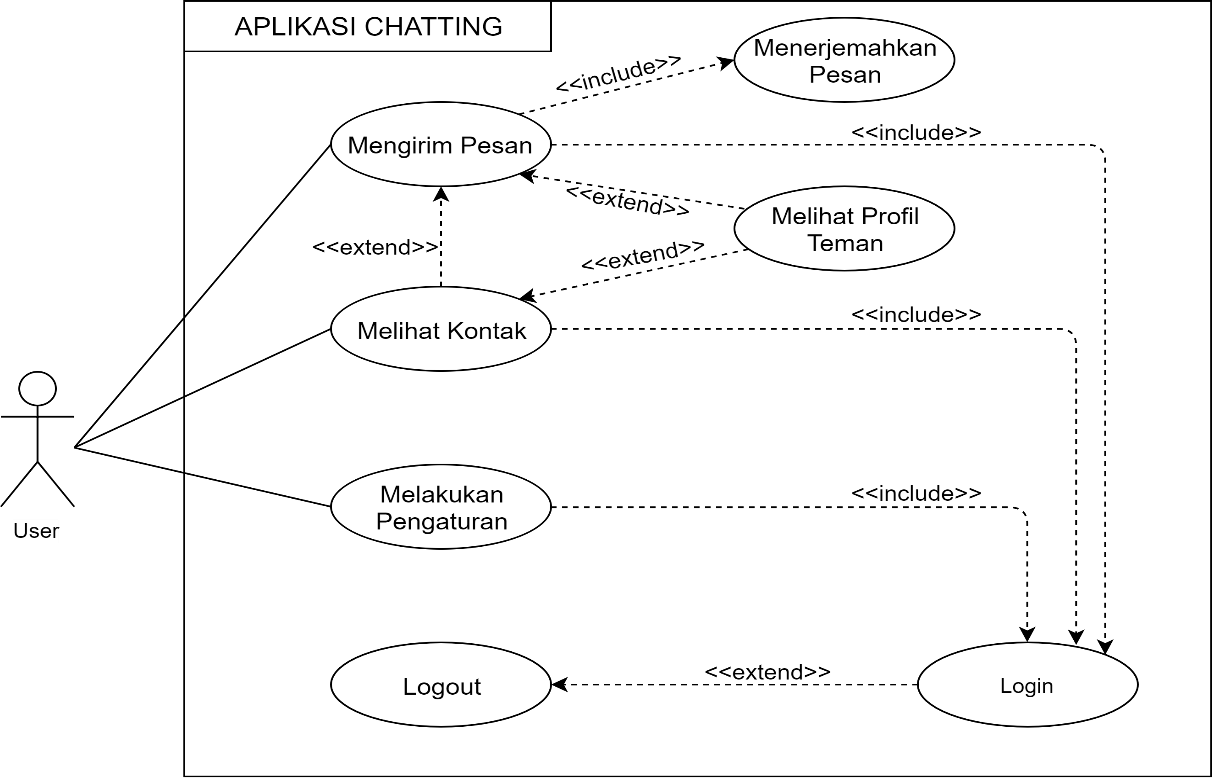 APLIKASI CHATTING
Menerjemahkan
Pesan
<<include>>
Mengirim Pesan
<<include>>
<<extend>>
Melihat Profil
Teman
<<extend>>
<<extend>>
Melihat Kontak
<<include>>
User
Melakukan
Pengaturan
<<include>>
Logout
<<extend>>
Login